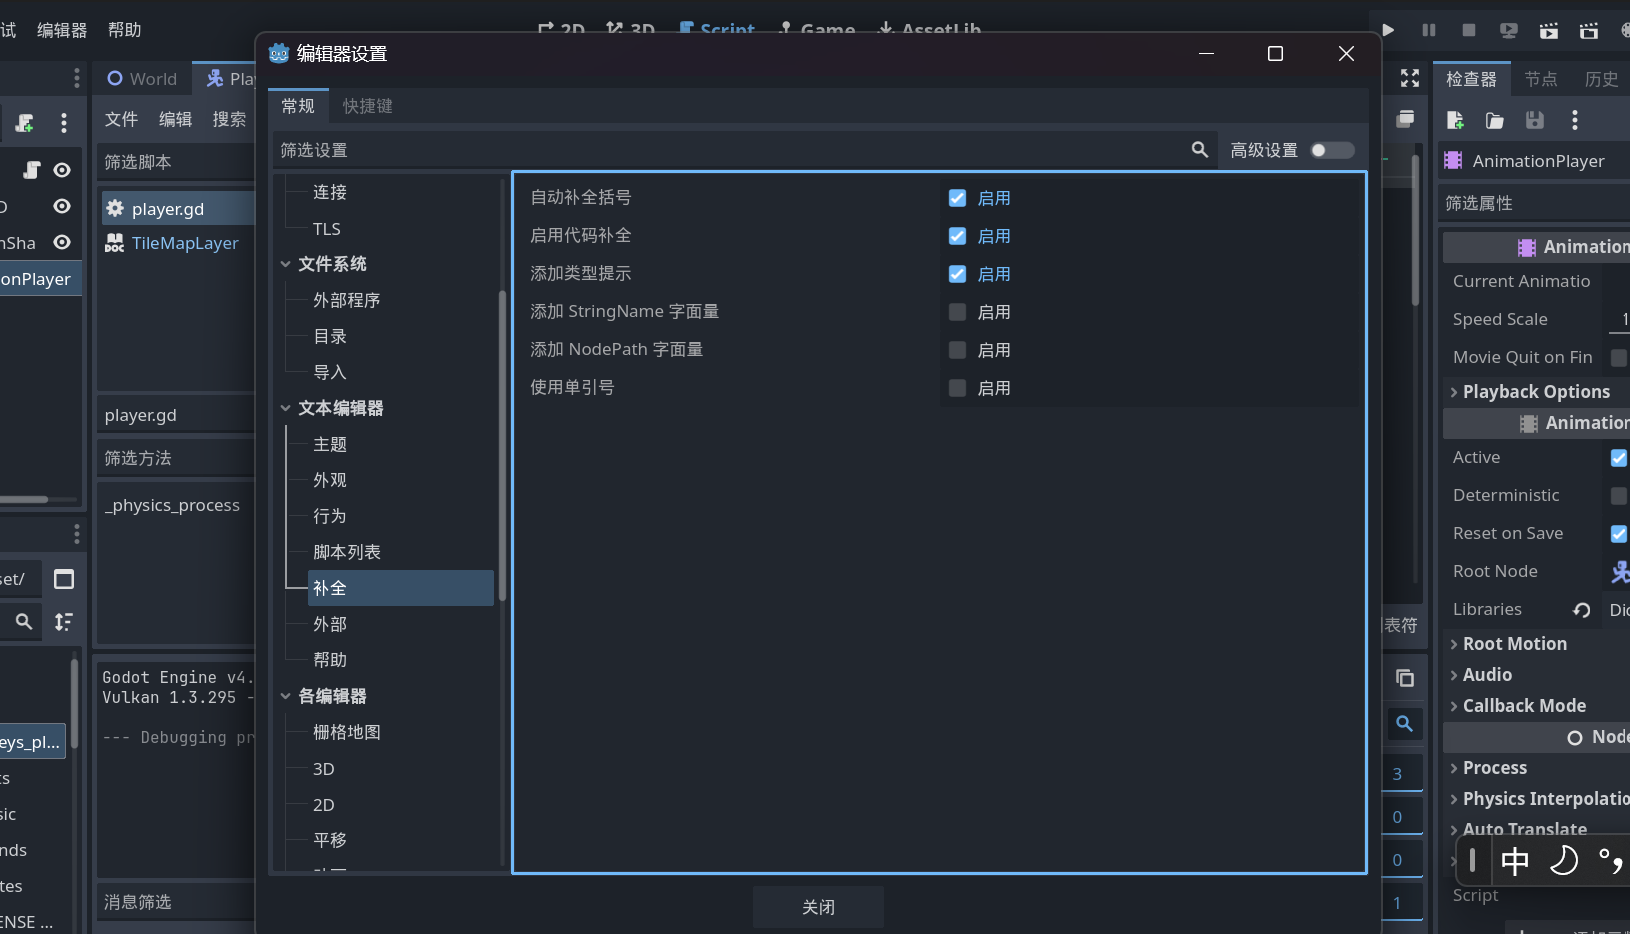 试 编辑器 帮助
2D 3D Script Game AssetLib
编辑器设置
常规 快捷键
筛选设置 高级设置
连接
TLS
文件系统
外部程序
目录
导入
文本编辑器
主题
外观
行为
脚本列表
补全
外部
帮助
各编辑器
栅格地图
3D
2D
平移
自动补全括号 启用
启用代码补全 启用
添加类型提示 启用
添加 StringName 字面量 启用
添加 NodePath 字面量 启用
使用单引号 启用
关闭
World Play
文件 编辑 搜索
筛选脚本
player.gd
TileMapLayer
player.gd
筛选方法
_physics_process
Godot Engine v4.
Vulkan 1.3.295 -
--- Debugging pr
消息筛选
nSha
onPlayer
set/
eys_pl...
ts
sic
nds
tes
ENSE ...
表符
3
0
0
1
检查器 节点 历史
AnimationPlayer
筛选属性
Animation
Current Animatio
Speed Scale 1
Movie Quit on Fin
Playback Options
Animation
Active
Deterministic
Reset on Save
Root Node
Libraries Dic
Root Motion
Audio
Callback Mode
Node
Process
Physics Interpolatio
Auto Translate
Script
中